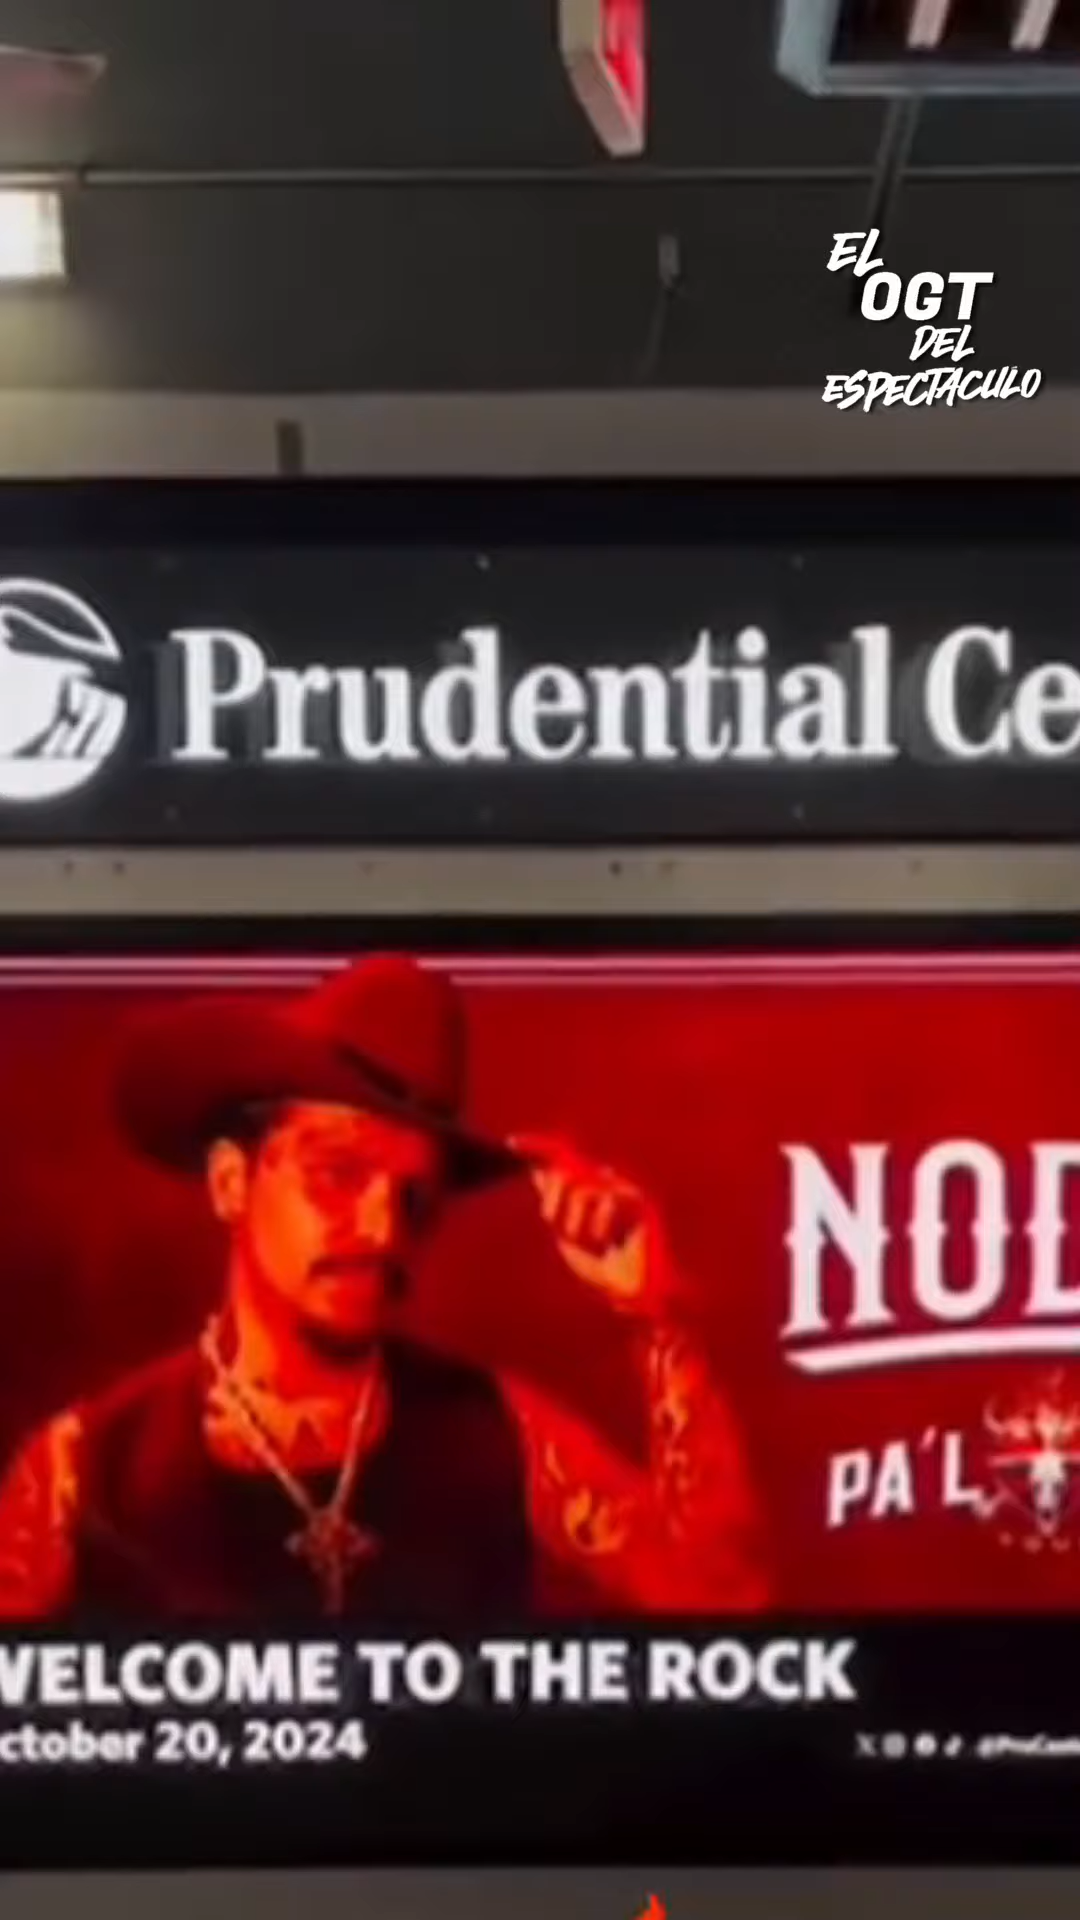 EL
OGT
DEL
ESPECTACULO
Prudential Ce
NOD
PA'L
WELCOME TO THE ROCK
ctober 20, 2024